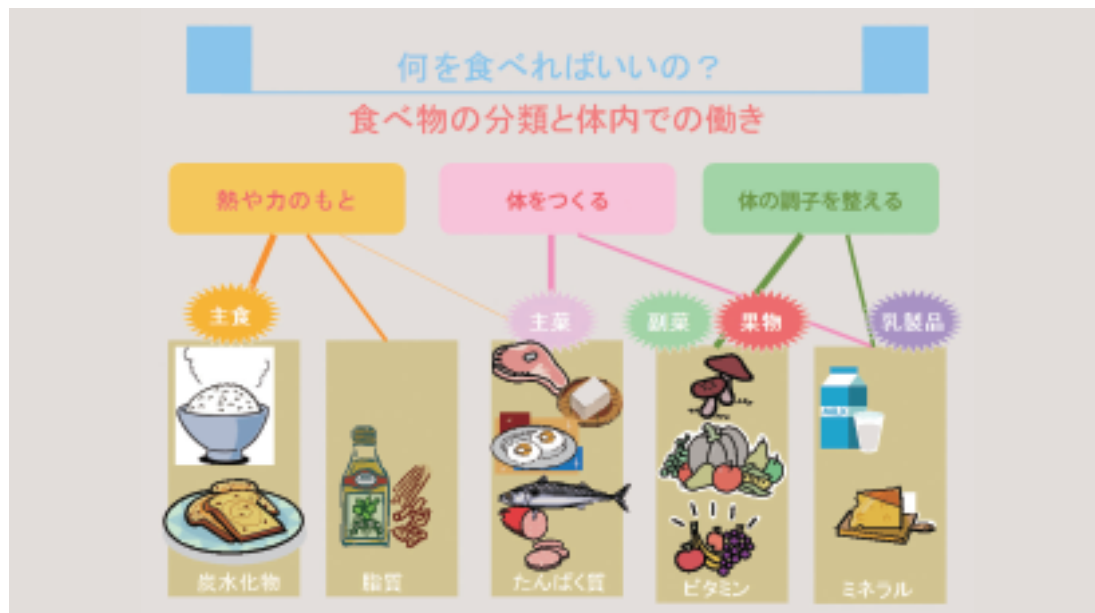 何を食べればいいの？
食べ物の分類と体内での働き
熱や力のもと
体をつくる
体の調子を整える
主食
主菜
副菜
果物
乳製品
MILK
炭水化物
脂質
たんぱく質
ビタミン
ミネラル